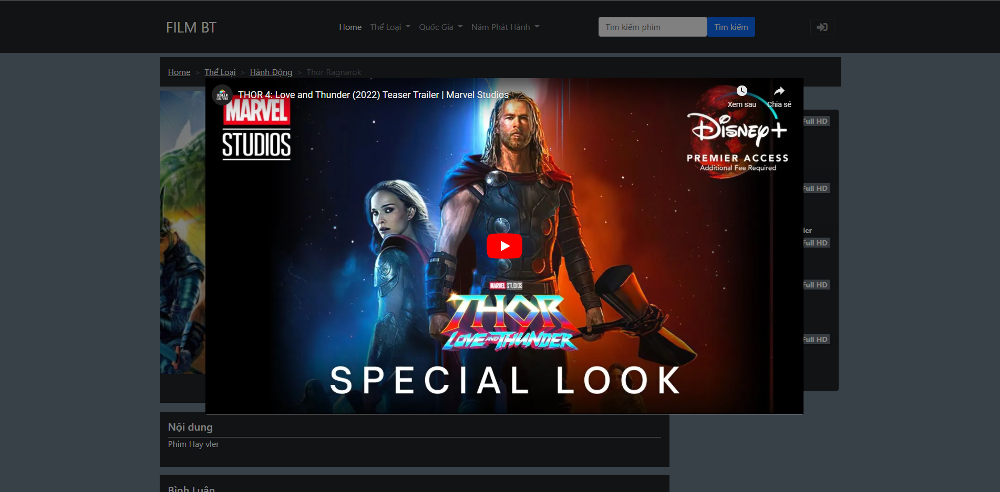 FILM BT
Home Thể Loại Quốc Gia Năm Phát Hành
Tìm kiếm phim Tìm kiếm
Home > Thể Loại > Hành Động > Thor Ragnarok
SCREEN CULTURE
THOR 4: Love and Thunder (2022) Teaser Trailer | Marvel Studios
Xem sau Chia sẻ
MARVEL
STUDIOS
Disney+
PREMIER ACCESS
Additional Fee Required
Full HD
Full HD
ier
Full HD
Full HD
Full HD
MARVEL STUDIOS
THOR
LOVE AND THUNDER
SPECIAL LOOK
Nội dung
Phim Hay vler
Bình Luận